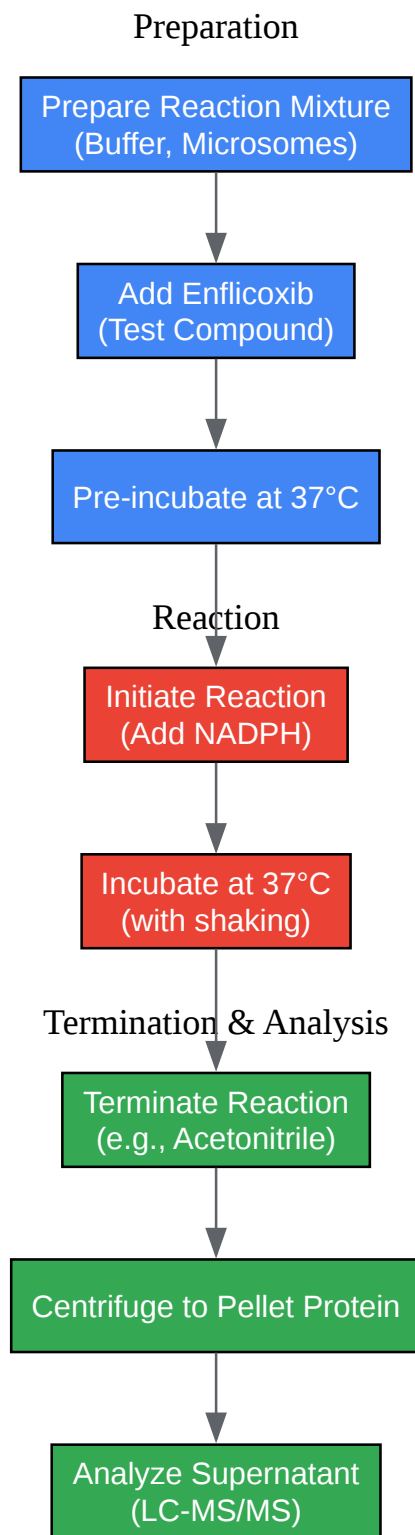 Preparation
Prepare Reaction Mixture
(Buffer, Microsomes)
Add Enflicoxib
(Test Compound)
Pre-incubate at 37°C
Reaction
Initiate Reaction
(Add NADPH)
Incubate at 37°C
(with shaking)
Termination & Analysis
Terminate Reaction
(e.g., Acetonitrile)
Centrifuge to Pellet Protein
Analyze Supernatant
(LC-MS/MS)